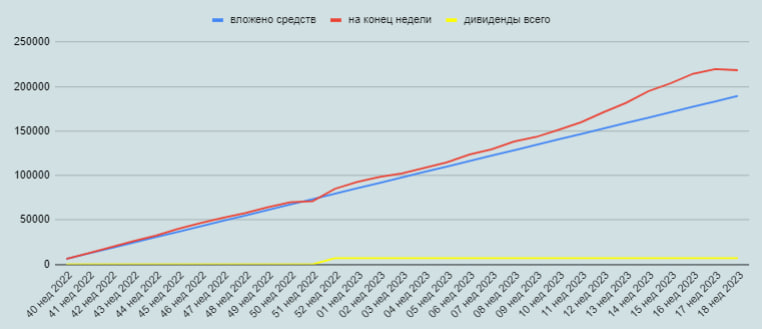 вложено средств на конец недели дивиденды всего
250000
200000
150000
100000
50000
0
40 нед 2022
41 нед 2022
42 нед 2022
43 нед 2022
44 нед 2022
45 нед 2022
46 нед 2022
47 нед 2022
48 нед 2022
49 нед 2022
50 нед 2022
51 нед 2022
52 нед 2022
01 нед 2023
02 нед 2023
03 нед 2023
04 нед 2023
05 нед 2023
06 нед 2023
07 нед 2023
08 нед 2023
09 нед 2023
10 нед 2023
11 нед 2023
12 нед 2023
13 нед 2023
14 нед 2023
15 нед 2023
16 нед 2023
17 нед 2023
18 нед 2023